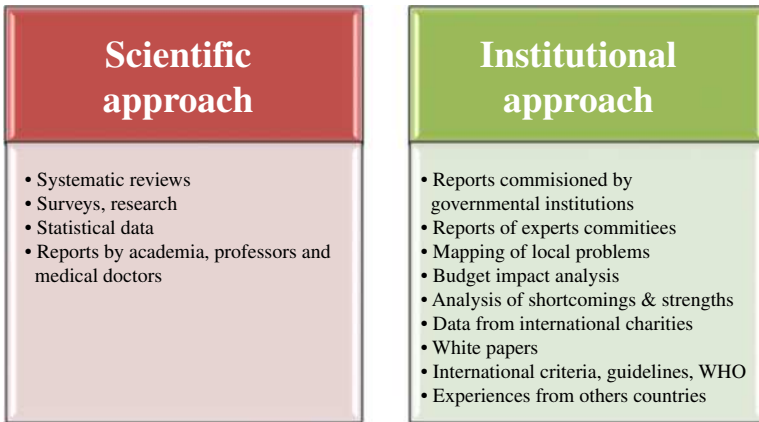 Scientific
approach
• Systematic reviews
• Surveys, research
• Statistical data
• Reports by academia, professors and
medical doctors
Institutional
approach
• Reports commisioned by
governmental institutions
• Reports of experts commitiees
• Mapping of local problems
• Budget impact analysis
• Analysis of shortcomings & strengths
• Data from international charities
• White papers
• International criteria, guidelines, WHO
• Experiences from others countries